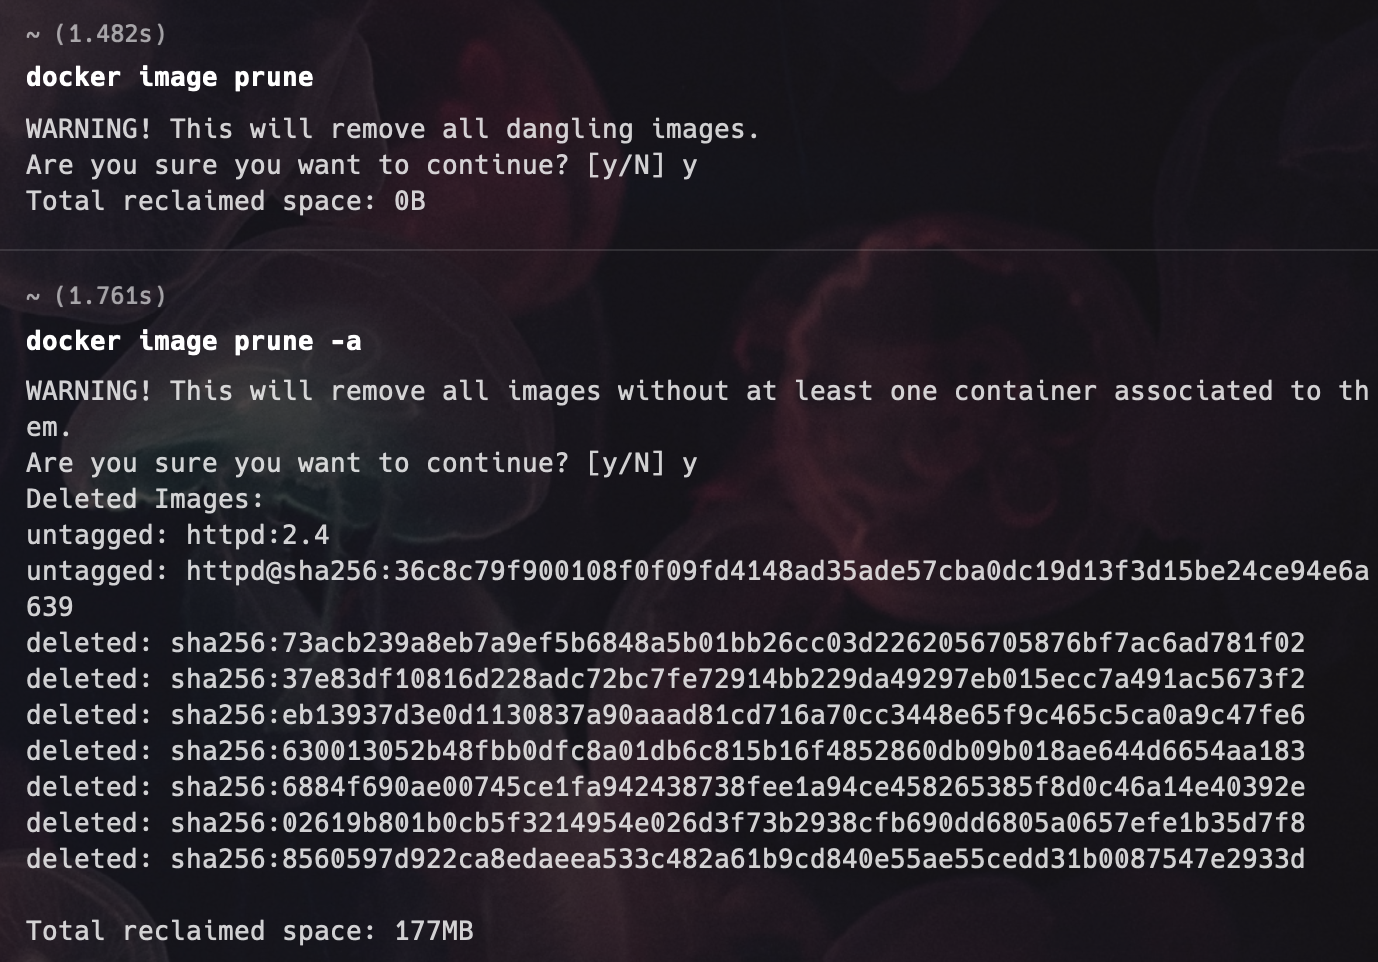 ~ (1.482s)
docker image prune
WARNING! This will remove all dangling images.
Are you sure you want to continue? [y/N] y
Total reclaimed space: 0B
~ (1.761s)
docker image prune -a
WARNING! This will remove all images without at least one container associated to th
em.
Are you sure you want to continue? [y/N] y
Deleted Images:
untagged: httpd:2.4
untagged: httpd@sha256:36c8c79f900108f0f09fd4148ad35ade57cba0dc19d13f3d15be24ce94e6a
639
deleted: sha256:73acb239a8eb7a9ef5b6848a5b01bb26cc03d2262056705876bf7ac6ad781f02
deleted: sha256:37e83df10816d228adc72bc7fe72914bb229da49297eb015ecc7a491ac5673f2
deleted: sha256:eb13937d3e0d1130837a90aaad81cd716a70cc3448e65f9c465c5ca0a9c47fe6
deleted: sha256:630013052b48fbb0dfc8a01db6c815b16f4852860db09b018ae644d6654aa183
deleted: sha256:6884f690ae00745ce1fa942438738fee1a94ce458265385f8d0c46a14e40392e
deleted: sha256:02619b801b0cb5f3214954e026d3f73b2938cfb690dd6805a0657efe1b35d7f8
deleted: sha256:8560597d922ca8edaeea533c482a61b9cd840e55ae55cedd31b0087547e2933d
Total reclaimed space: 177MB